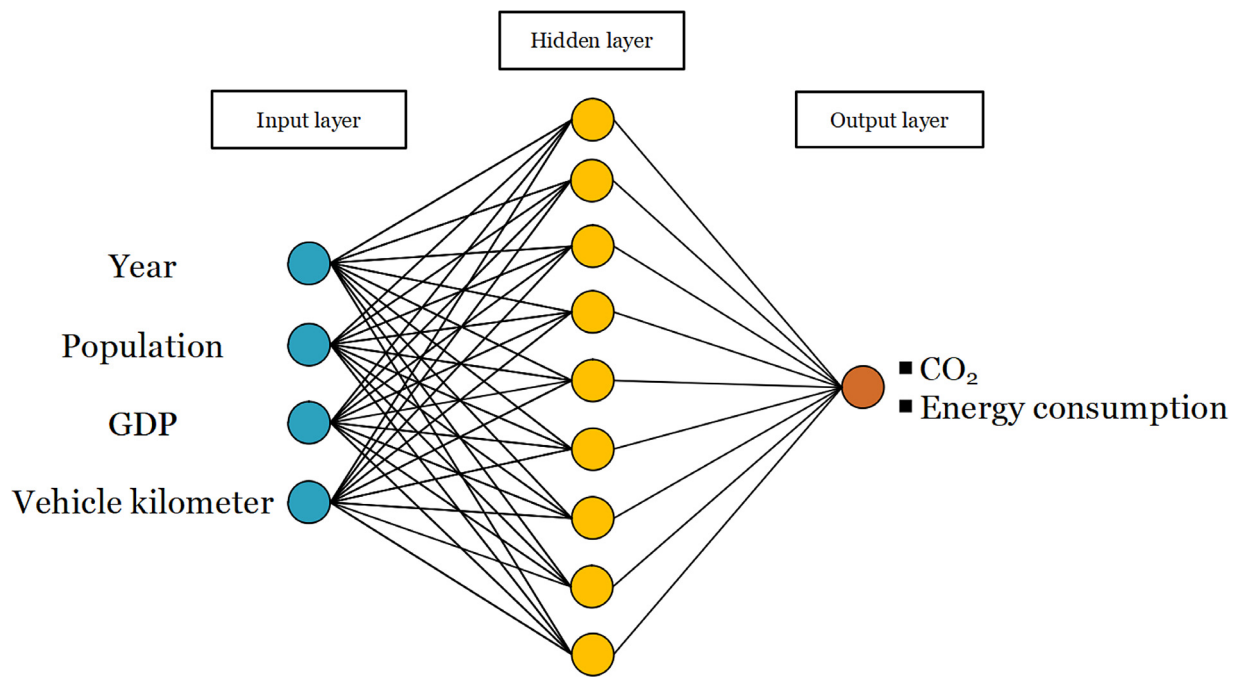 Hidden layer
Input layer
Output layer
Year
Population
GDP
Vehicle kilometer
■ CO₂
■ Energy consumption